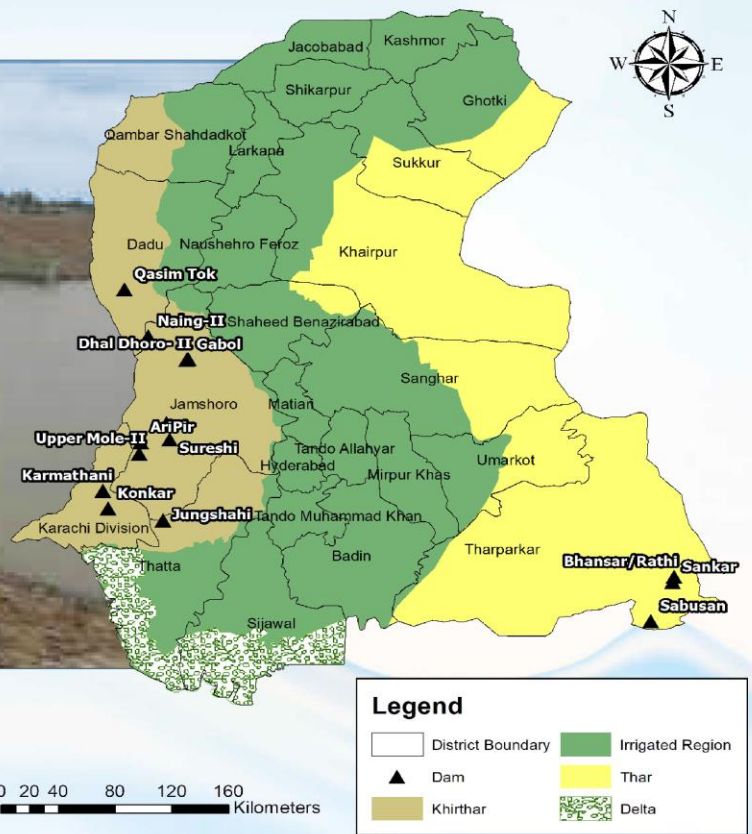 N
W E
S
Jacobabad
Kashmor
Shikarpur
Ghotki
Qambar Shahdadkot
Larkana
Sukkur
Khairpur
Dadu
Naushehro Feroz
Qasim Tok
Naing-II
Shaheed Benazirabad
Dhal Dhoro- II Gabol
Sanghar
Jamshoro
Matiari
AriPir
Upper Mole-II
Sureshi
Tando Allahyar
Umarkot
Hyderabad
Mirpur Khas
Karmathani
Konkar
Jungshahi
Tando Muhammad Khan
Karachi Division
Tharparkar
Badin
Thatta
Bhansar/Rathi
Sankar
Sabusan
Sijawal
Legend
District Boundary
Irrigated Region
Dam
Thar
Khirthar
Delta
0 20 40 80 120 160
Kilometers